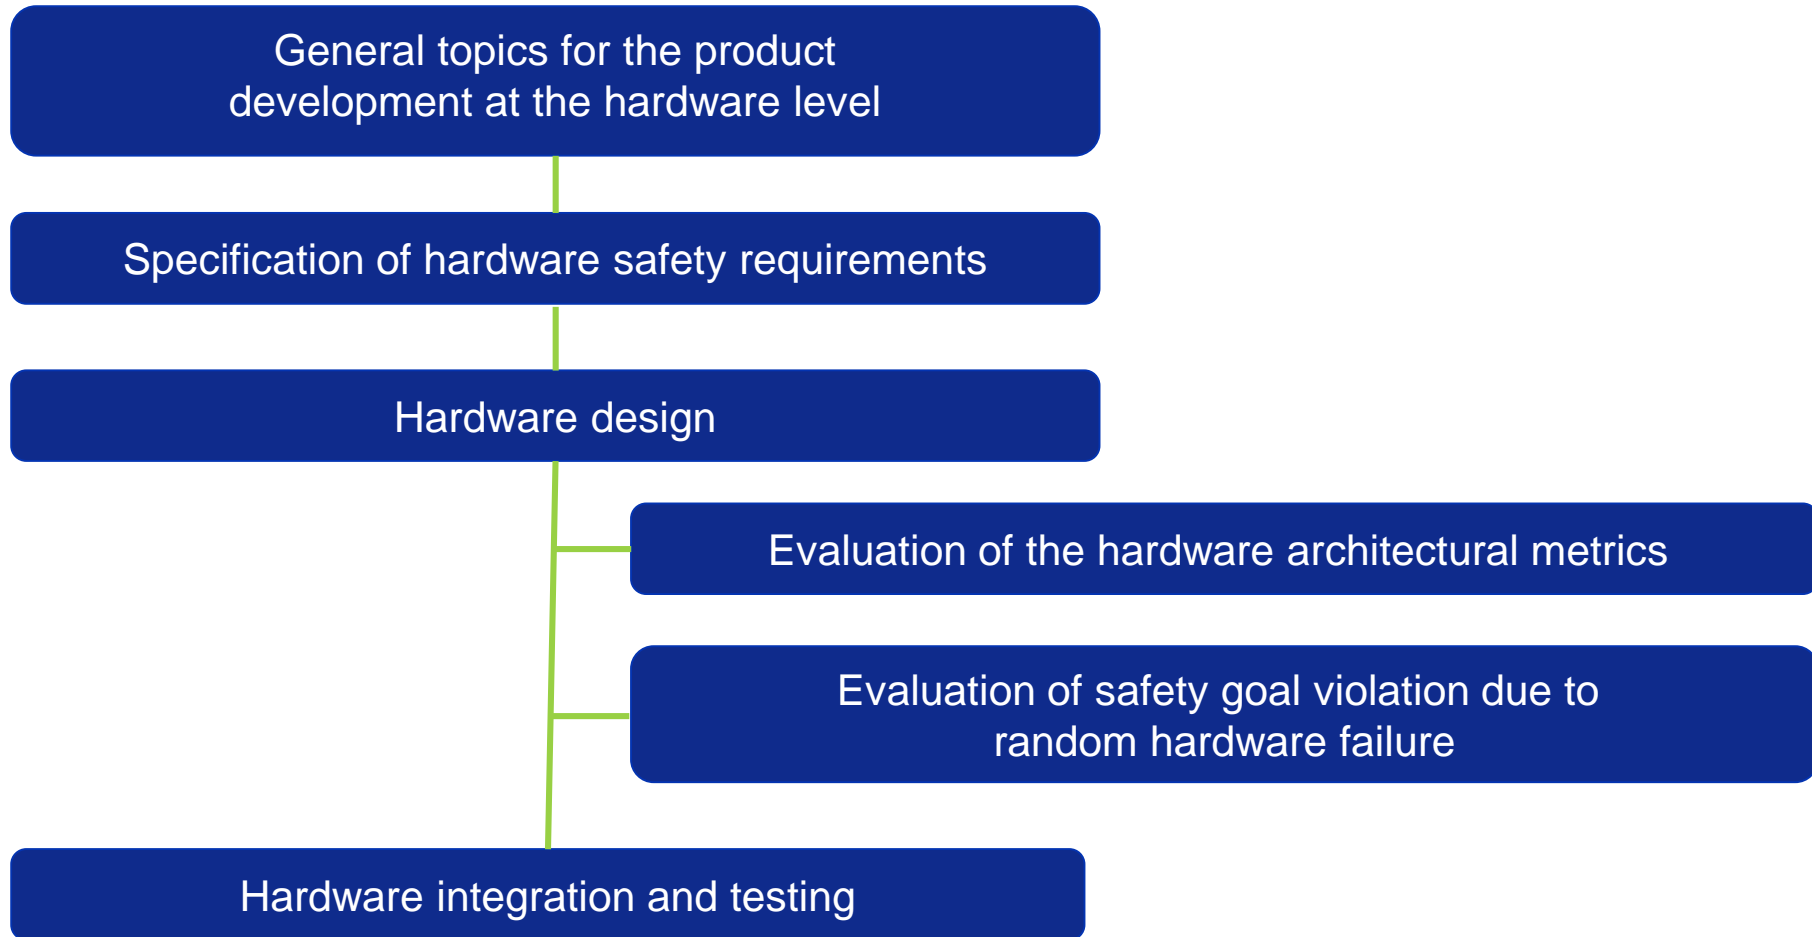 General topics for the product
development at the hardware level
Specification of hardware safety requirements
Hardware design
Evaluation of the hardware architectural metrics
Evaluation of safety goal violation due to
random hardware failure
Hardware integration and testing